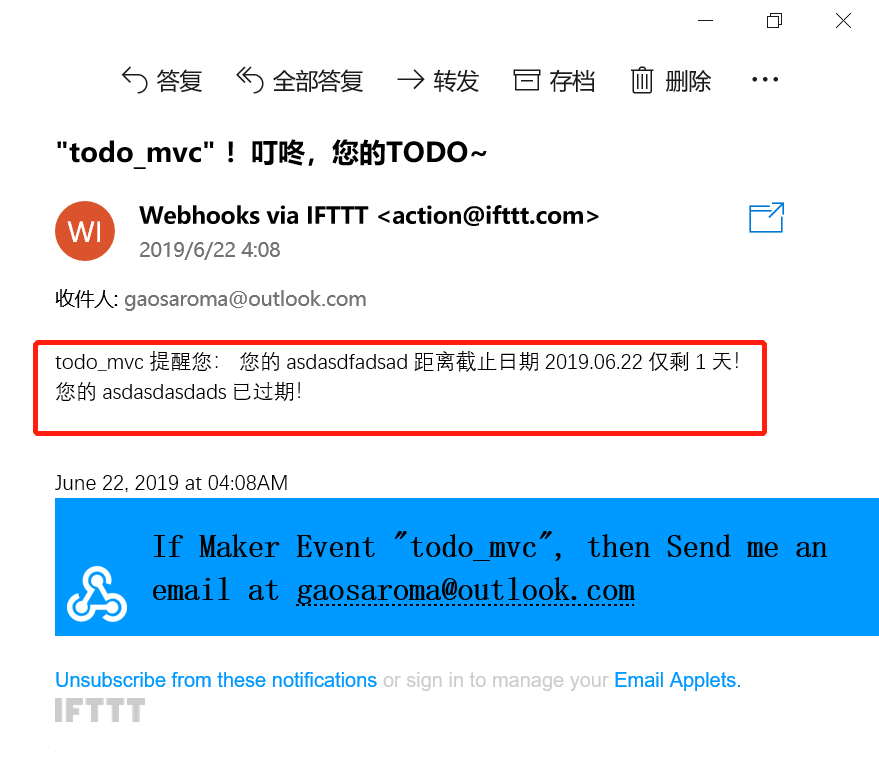 答复 全部答复 转发 存档 删除
"todo_mvc" ！叮咚，您的TODO~
WI
Webhooks via IFTTT <action@ifttt.com>
2019/6/22 4:08
收件人: gaosaroma@outlook.com
todo_mvc 提醒您： 您的 asdasdfadsad 距离截止日期 2019.06.22 仅剩 1 天！
您的 asdasdasdads 已过期！
June 22, 2019 at 04:08AM
If Maker Event "todo_mvc", then Send me an
email at gaosaroma@outlook.com
Unsubscribe from these notifications or sign in to manage your Email Applets.
IFTTT